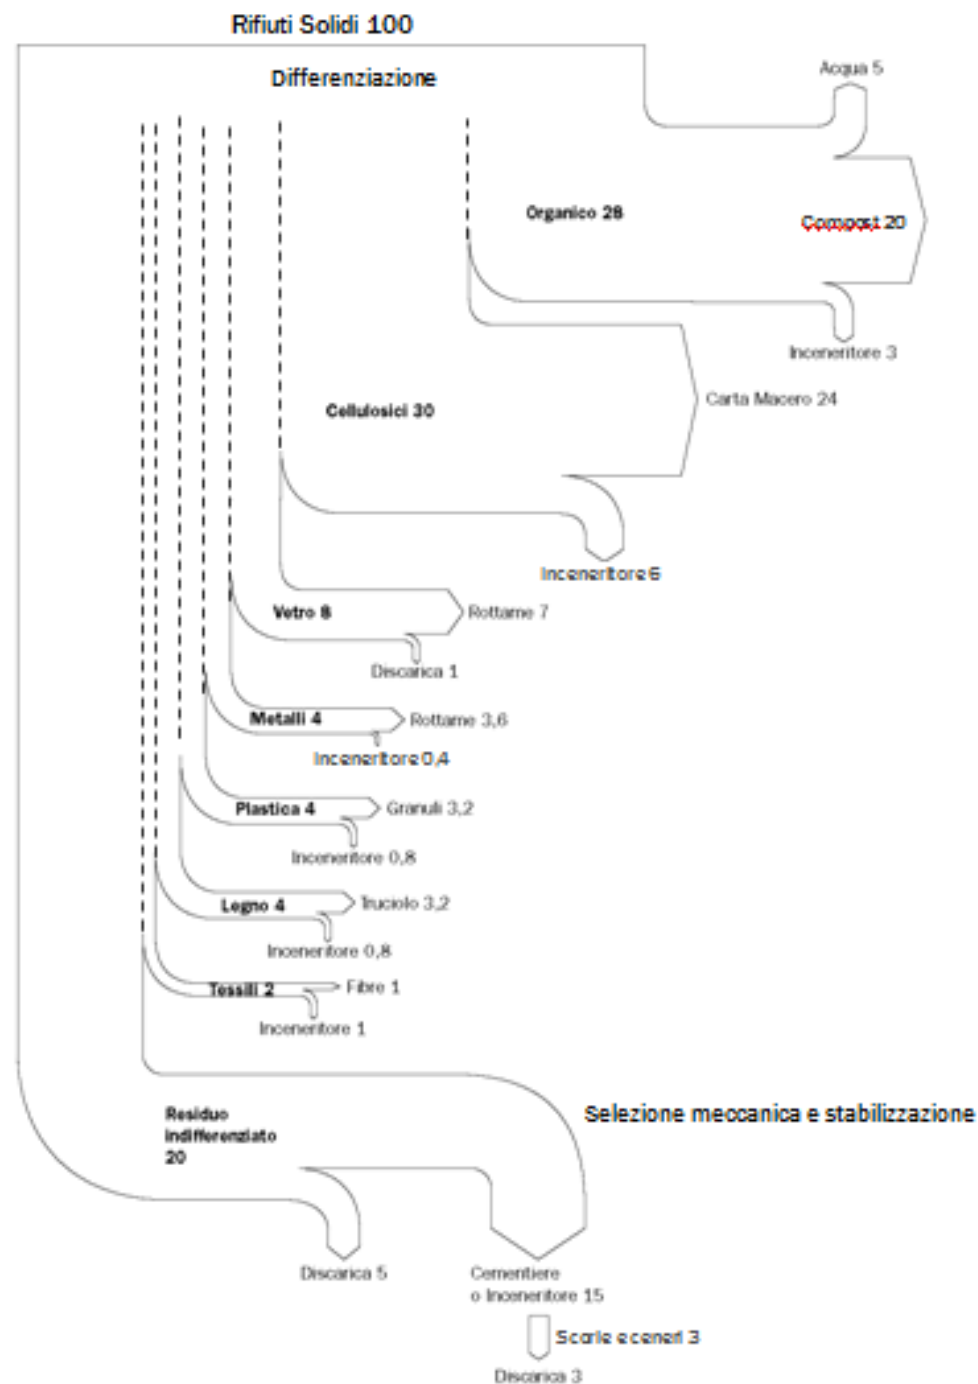 Rifiuti Solidi 100
Differenziazione
Acqua 5
Organico 28
Compost 20
Inceneritore 3
Carta Macero 24
Cellulosici 30
Inceneritore 6
Vetro 8
Rottame 7
Discarica 1
Metalli 4
Rottame 3,6
Inceneritore 0,4
Plastica 4
Granuli 3,2
Inceneritore 0,8
Legno 4
Truciolo 3,2
Inceneritore 0,8
Tessili 2
Fibre 1
Inceneritore 1
Selezione meccanica e stabilizzazione
Residuo
indifferenziato
20
Discarica 5
Cementiere
o Inceneritore 15
Scorie e ceneri 3
Discarica 3